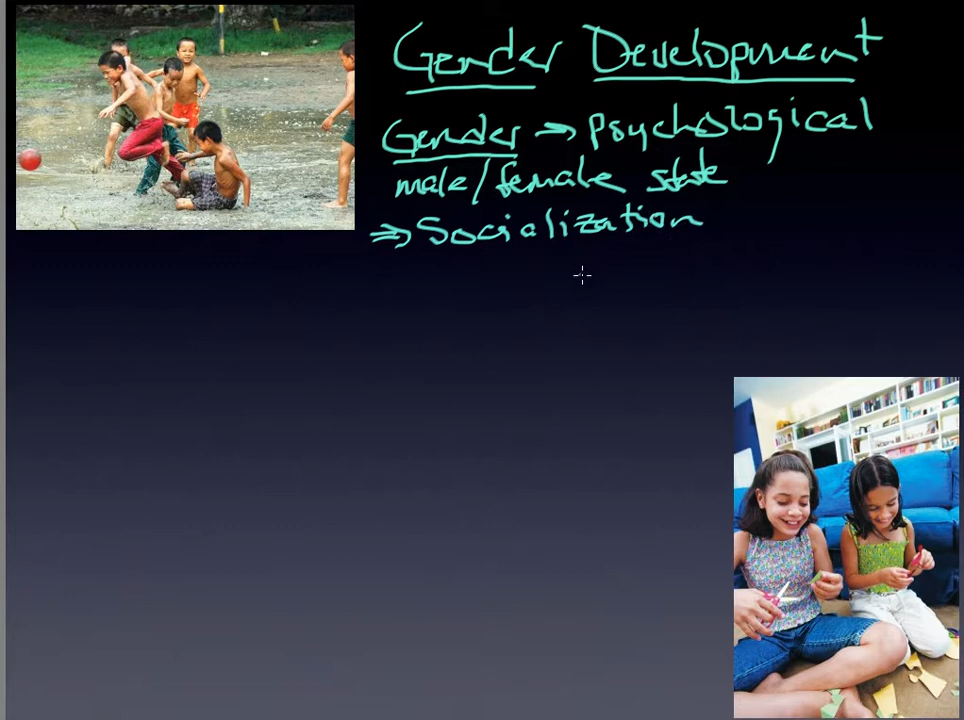 Gender Development
Gender → Psychological
male/female state
⇒ Socialization